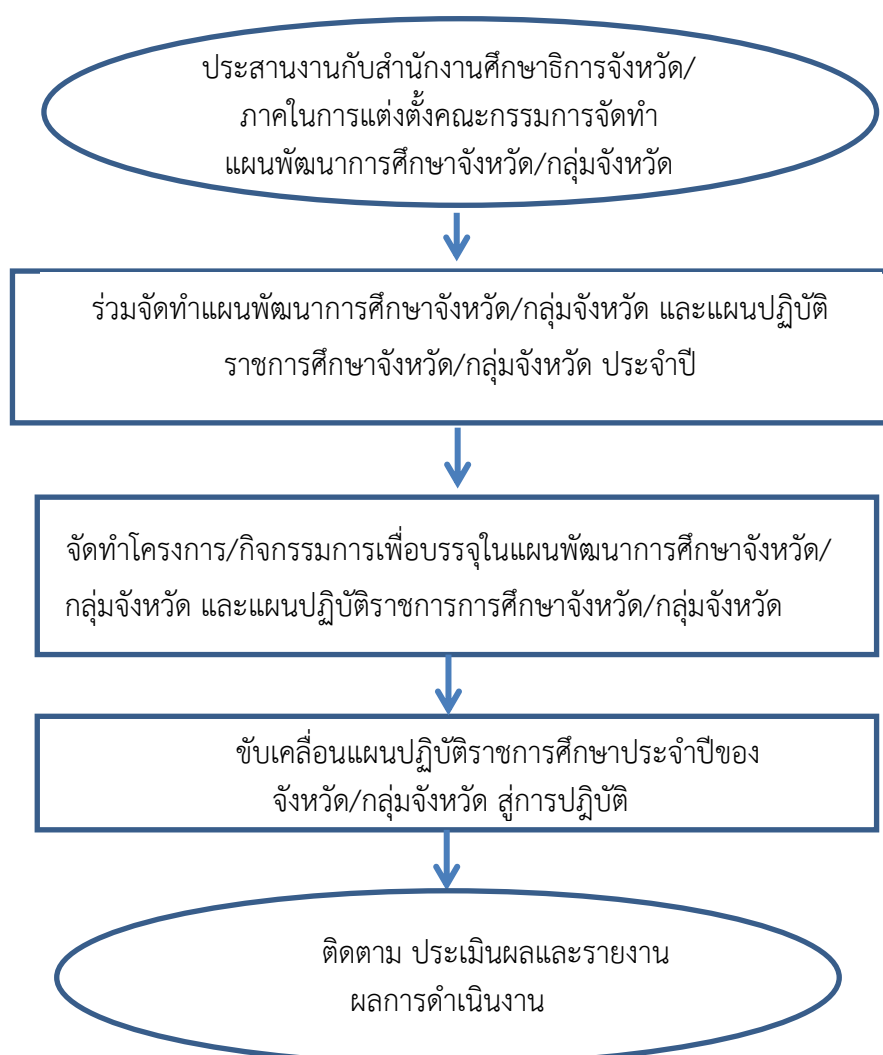 ประสานงานกับสำนักงานศึกษาธิการจังหวัด/
ภาคในการแต่งตั้งคณะกรรมการจัดทำ
แผนพัฒนาการศึกษาจังหวัด/กลุ่มจังหวัด
ร่วมจัดทำแผนพัฒนาการศึกษาจังหวัด/กลุ่มจังหวัด และแผนปฏิบัติ
ราชการศึกษาจังหวัด/กลุ่มจังหวัด ประจำปี
จัดทำโครงการ/กิจกรรมการเพื่อบรรจุในแผนพัฒนาการศึกษาจังหวัด/
กลุ่มจังหวัด และแผนปฏิบัติราชการการศึกษาจังหวัด/กลุ่มจังหวัด
ขับเคลื่อนแผนปฏิบัติราชการศึกษาประจำปีของ
จังหวัด/กลุ่มจังหวัด สู่การปฎิบัติ
ติดตาม ประเมินผลและรายงาน
ผลการดำเนินงาน